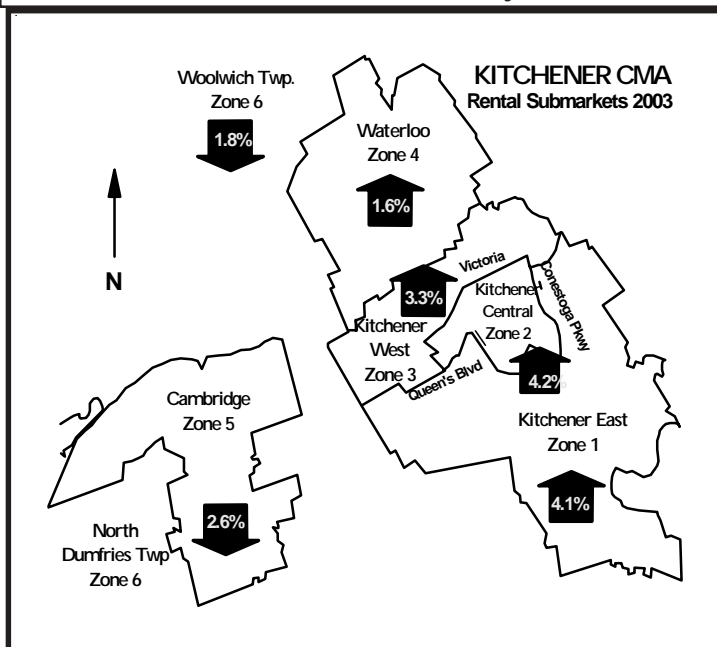 KITCHENER CMA
Rental Submarkets 2003
Woolwich Twp.
Zone 6
1.8%
Waterloo
Zone 4
1.6%
N
Victoria
Conestoga Pkwy
3.3%
Kitchener
Central
Zone 2
Kitchener
West
Zone 3
Queen's Blvd
4.2%
Cambridge
Zone 5
Kitchener East
Zone 1
4.1%
2.6%
North
Dumfries Twp
Zone 6